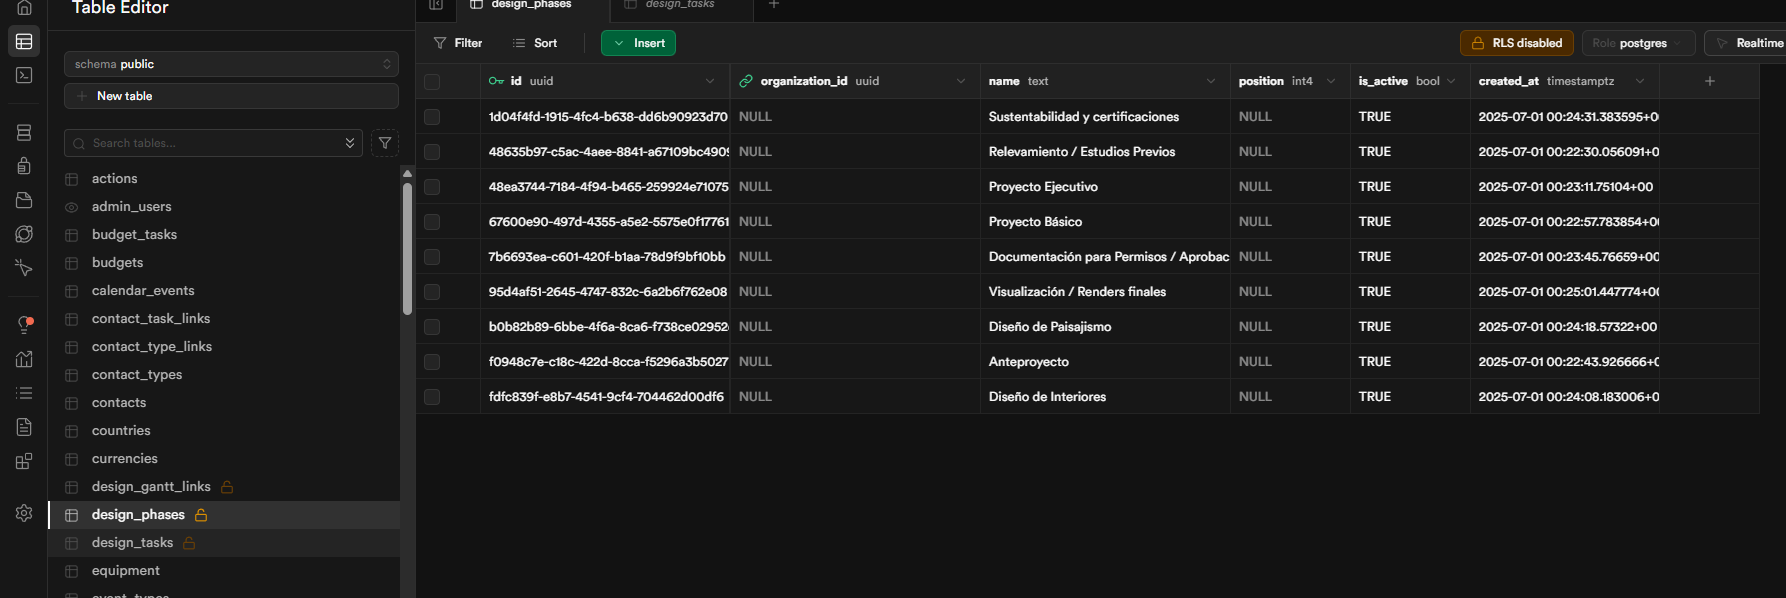 Table Editor
design_phases
design_tasks
+
schema public
New table
Search tables...
Filter
Sort
Insert
RLS disabled
Role postgres
Realtime
id uuid
organization_id uuid
name text
position int4
is_active bool
created_at timestamptz
+
1d04f4fd-1915-4fc4-b638-dd6b90923d70 NULL Sustentabilidad y certificaciones NULL TRUE 2025-07-01 00:24:31.383595+0
48635b97-c5ac-4aee-8841-a67109bc490 NULL Relevamiento / Estudios Previos NULL TRUE 2025-07-01 00:22:30.056091+0
48ea3744-7184-4f94-b465-259924e71075 NULL Proyecto Ejecutivo NULL TRUE 2025-07-01 00:23:11.75104+00
67600e90-497d-4355-a5e2-5575e0f17761 NULL Proyecto Básico NULL TRUE 2025-07-01 00:22:57.783854+0
7b6693ea-c601-420f-b1aa-78d9f9bf10bb NULL Documentación para Permisos / Aprobac NULL TRUE 2025-07-01 00:23:45.76659+00
95d4af51-2645-4747-832c-6a2b6f762e08 NULL Visualización / Renders finales NULL TRUE 2025-07-01 00:25:01.447774+0
b0b82b89-6bbe-4f6a-8ca6-f738ce02952 NULL Diseño de Paisajismo NULL TRUE 2025-07-01 00:24:18.57322+00
f0948c7e-c18c-422d-8cca-f5296a3b5027 NULL Anteproyecto NULL TRUE 2025-07-01 00:22:43.926666+0
fdfc839f-e8b7-4541-9cf4-704462d00df6 NULL Diseño de Interiores NULL TRUE 2025-07-01 00:24:08.183006+0
actions
admin_users
budget_tasks
budgets
calendar_events
contact_task_links
contact_type_links
contact_types
contacts
countries
currencies
design_gantt_links
design_phases
design_tasks
equipment
event_types